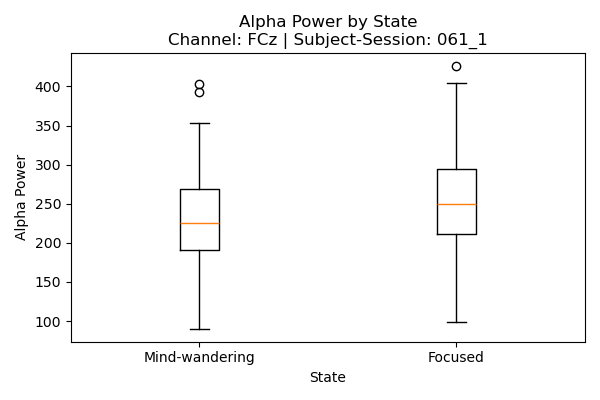 Alpha Power by State
Channel: FCz | Subject-Session: 061_1
Alpha Power
400
350
300
250
200
150
100
Mind-wandering
Focused
State